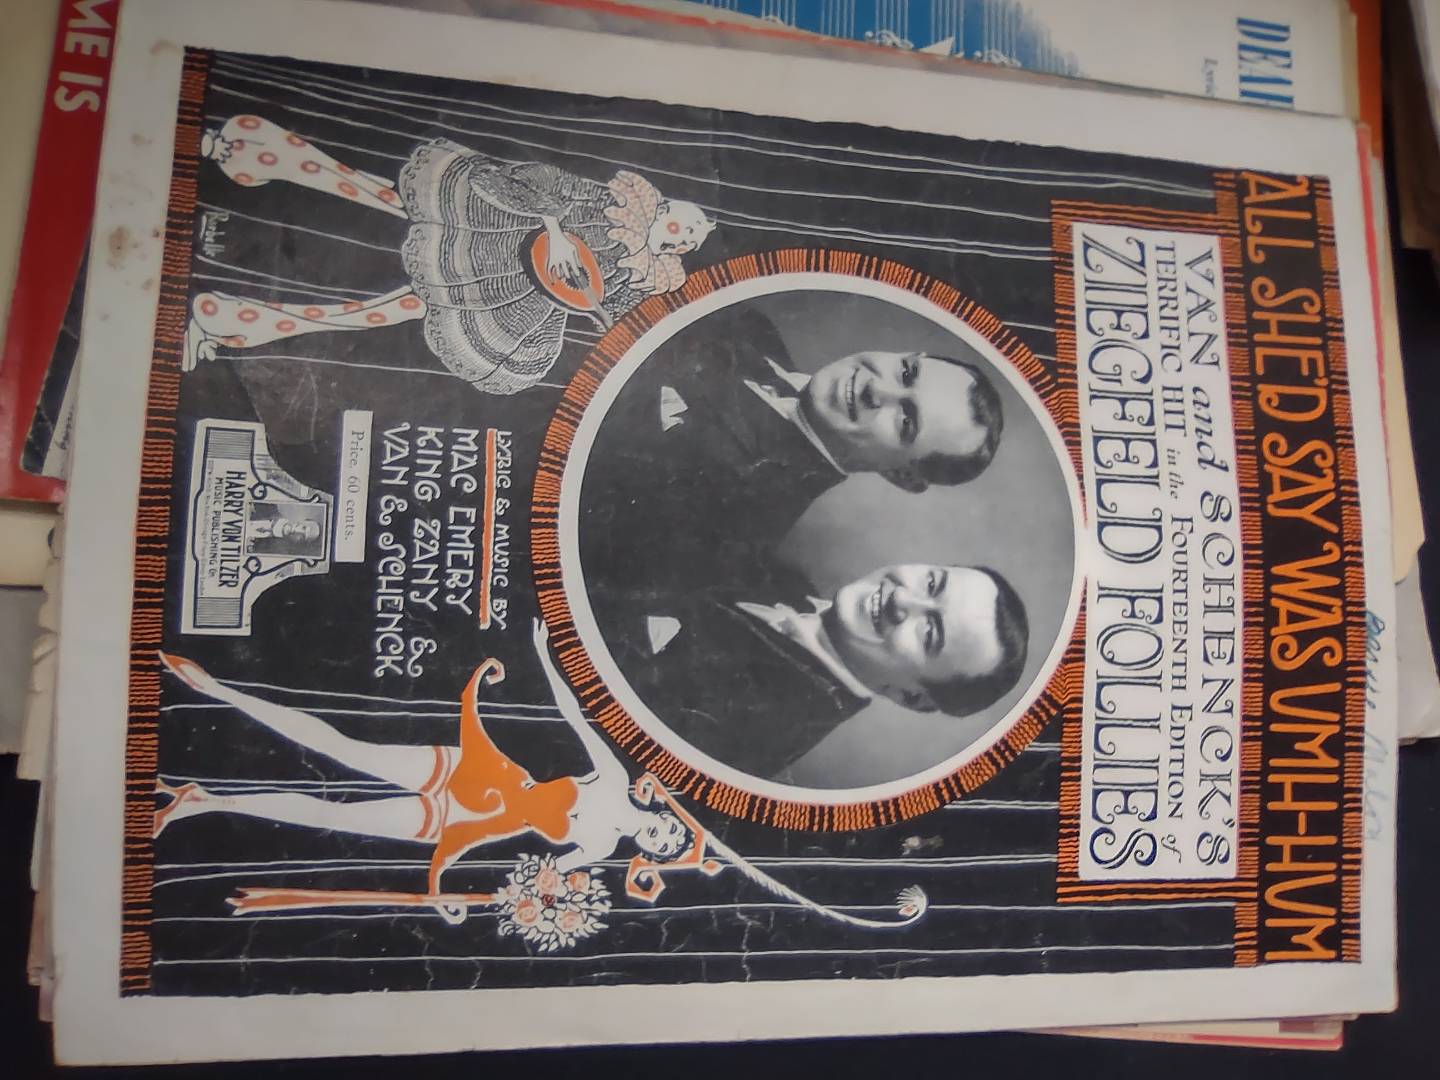 ALL SHE'D SAY WAS UMH-HUM
VAN and SCHENCK'S
TERRIFIC HIT in the FOURTEENTH EDITION of
ZIEGFELD FOLLIES
LYRIC & MUSIC BY
MAC EMERY
KING ZANY &
VAN & SCHENCK
Price. 60 cents.
HARRY VON TILZER
MUSIC PUBLISHING Co.
ME IS
DEA
Lyric